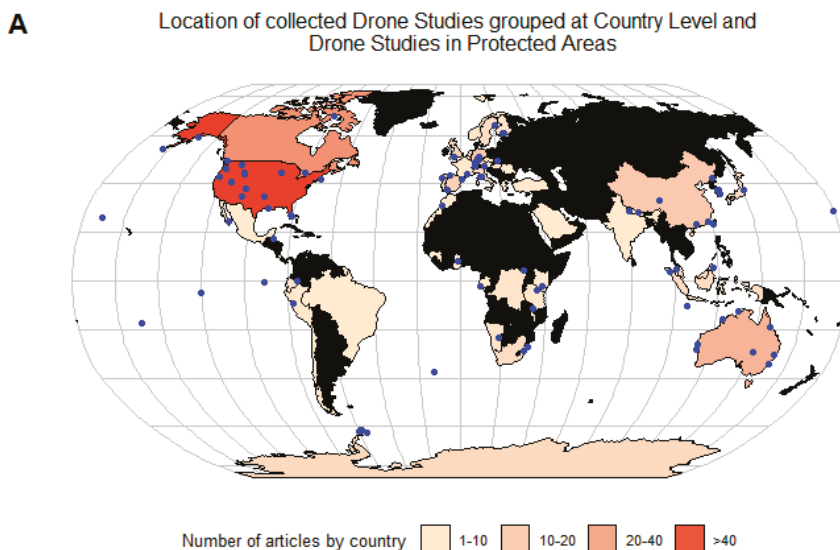 A
Location of collected Drone Studies grouped at Country Level and
Drone Studies in Protected Areas
Number of articles by country 1-10 10-20 20-40 >40